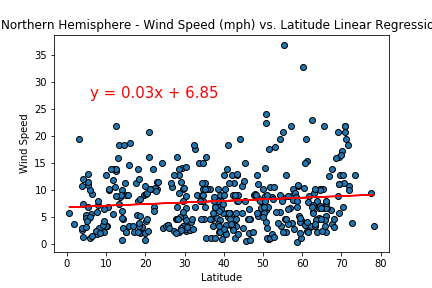 Northern Hemisphere - Wind Speed (mph) vs. Latitude Linear Regressio
y = 0.03x + 6.85
Wind Speed
35
30
25
20
15
10
5
0
0 10 20 30 40 50 60 70 80
Latitude